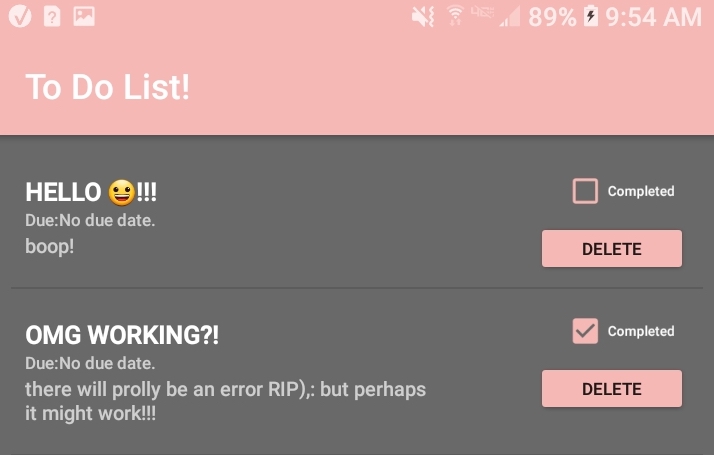 89% 9:54 AM
To Do List!
HELLO 😀!!!
Completed
Due:No due date.
boop!
DELETE
OMG WORKING?!
Completed
Due:No due date.
there will prolly be an error RIP),: but perhaps
it might work!!!
DELETE